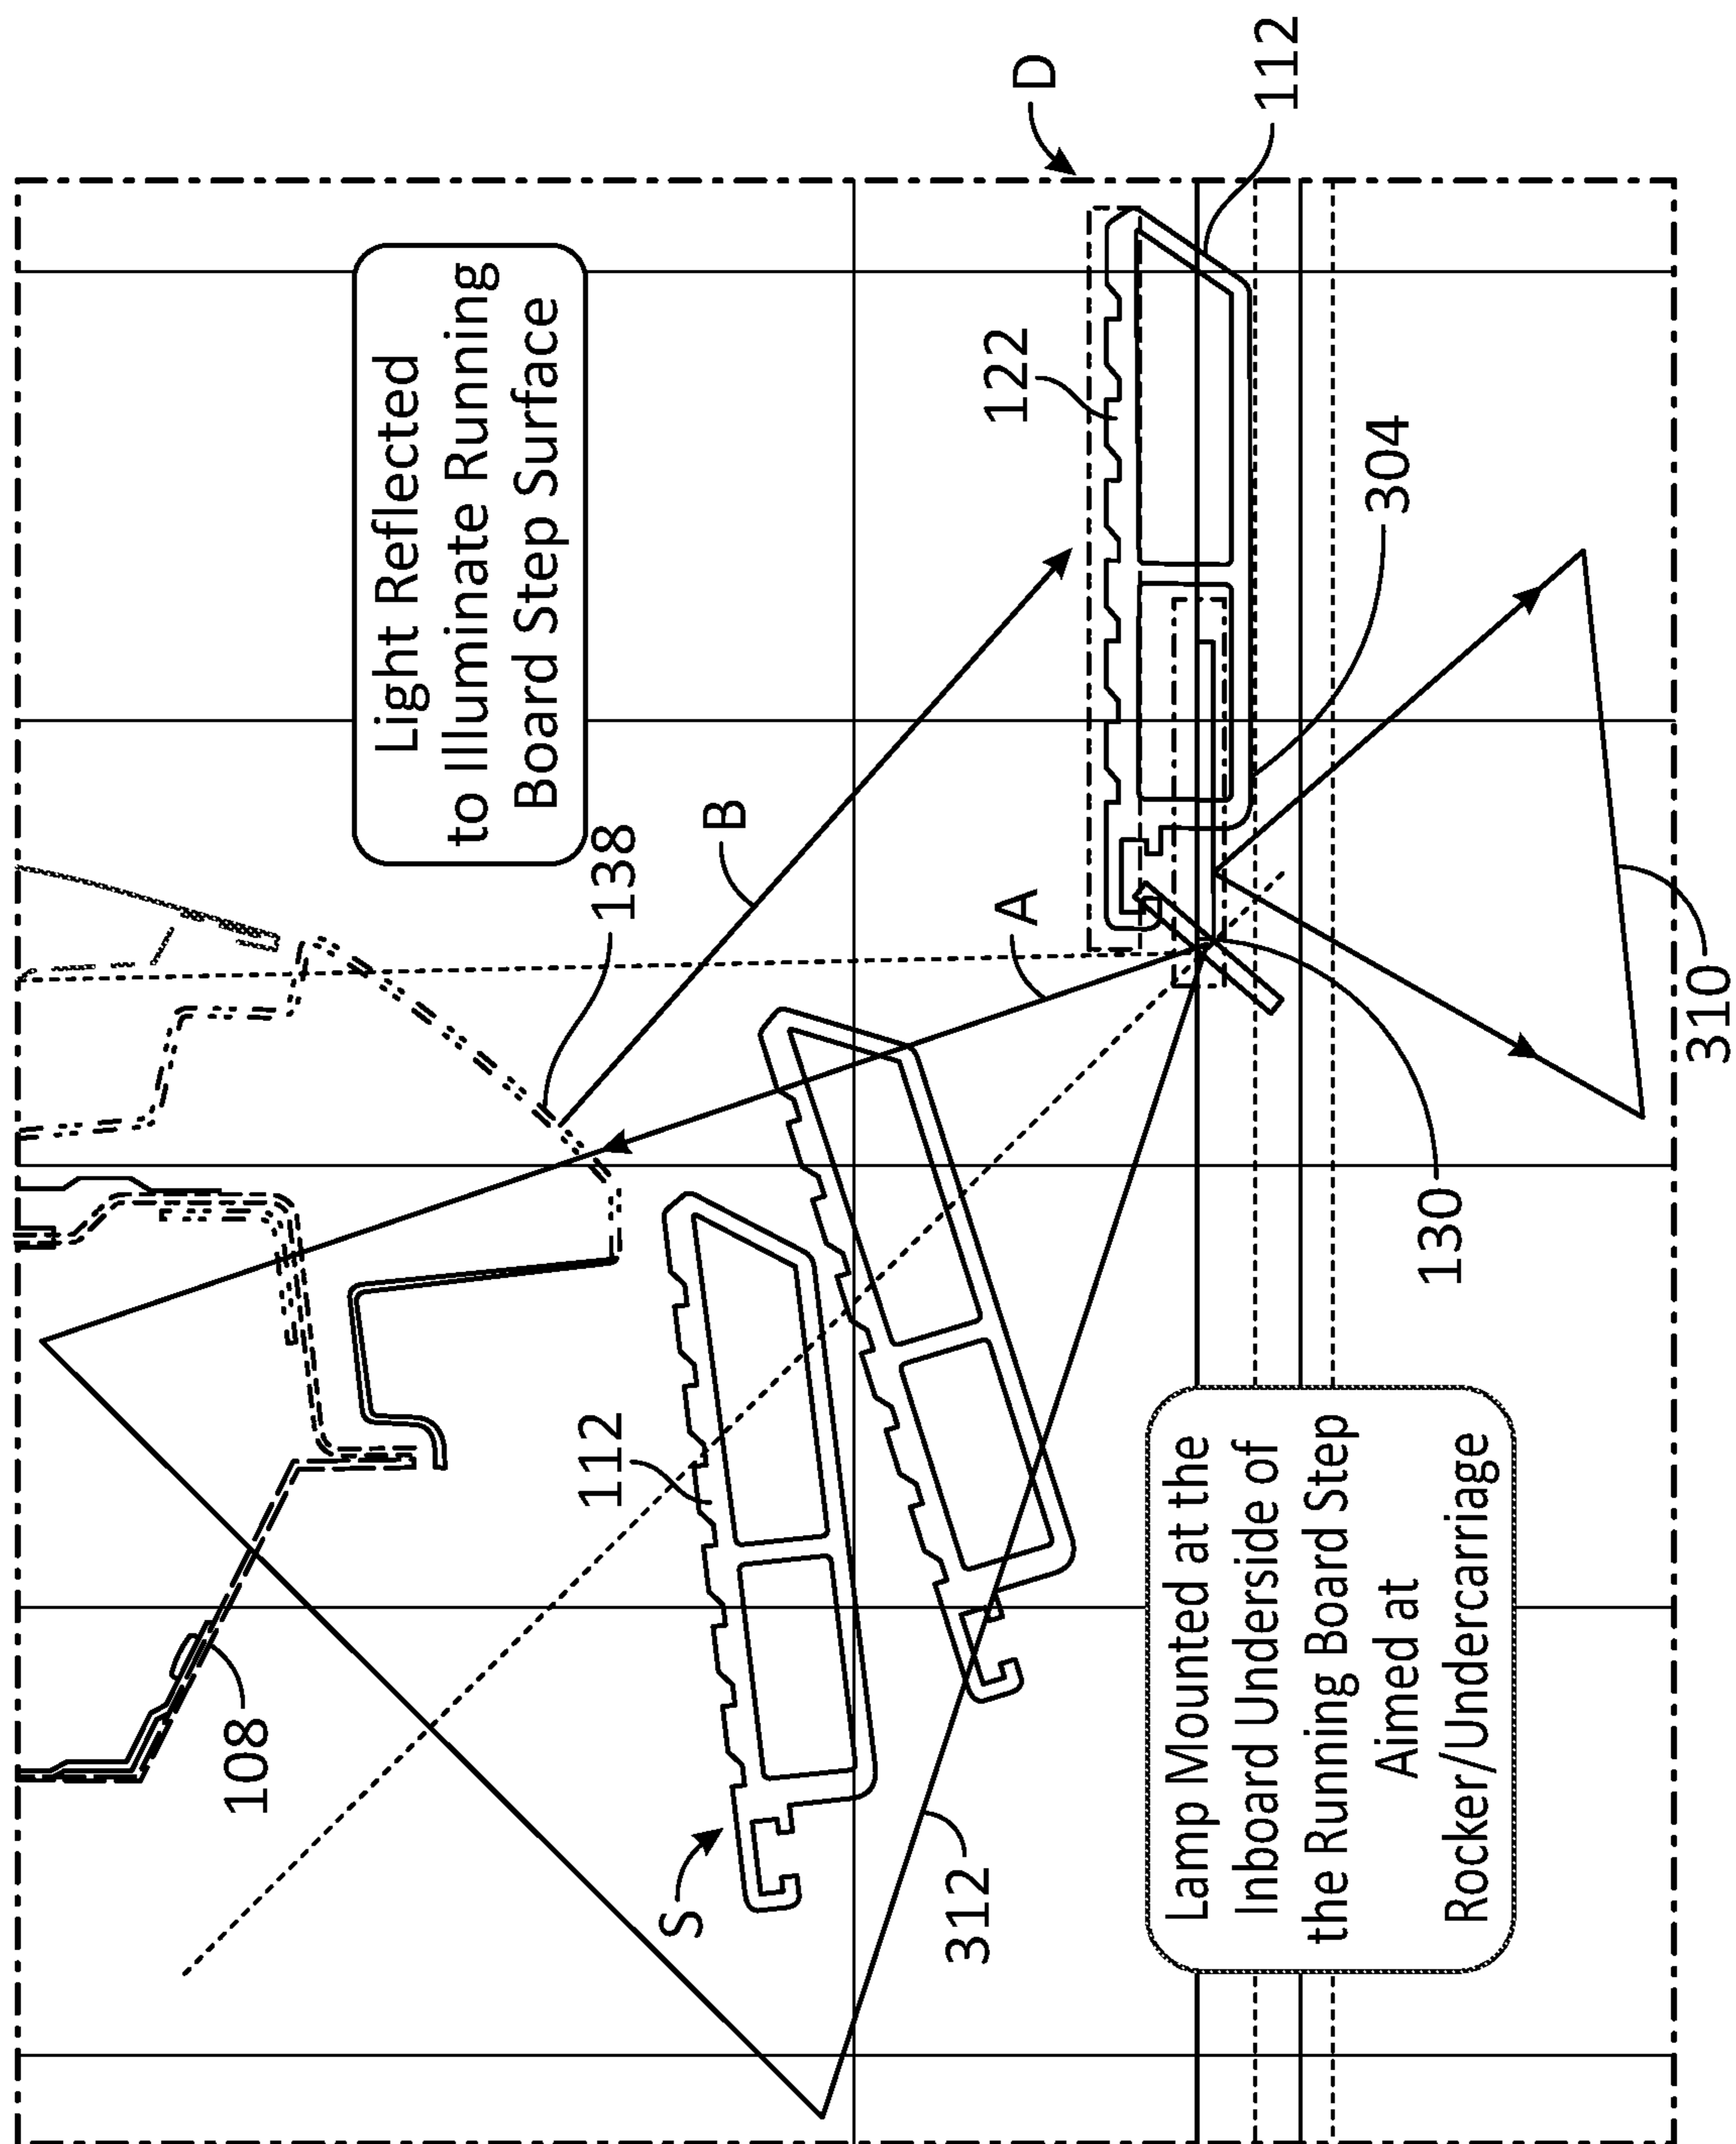 Light Reflected
to Illuminate Running
Board Step Surface
D
112
122
304
138
B
A
310
130
112
108
S
312
Lamp Mounted at the
Inboard Underside of
the Running Board Step
Aimed at
Rocker/Undercarriage